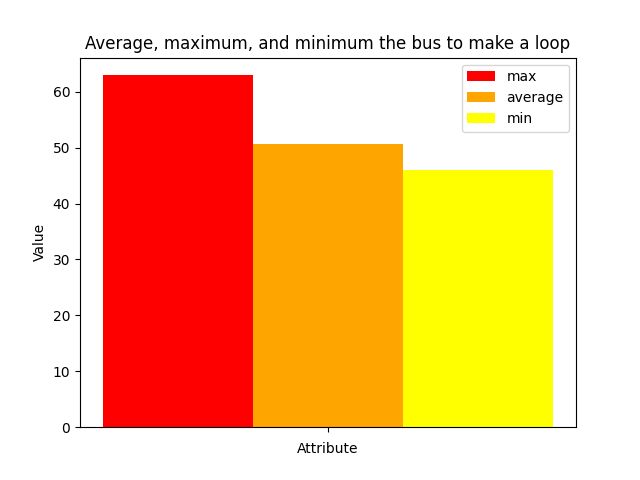 Average, maximum, and minimum the bus to make a loop
max
average
min
60
50
40
30
20
10
0
Value
Attribute